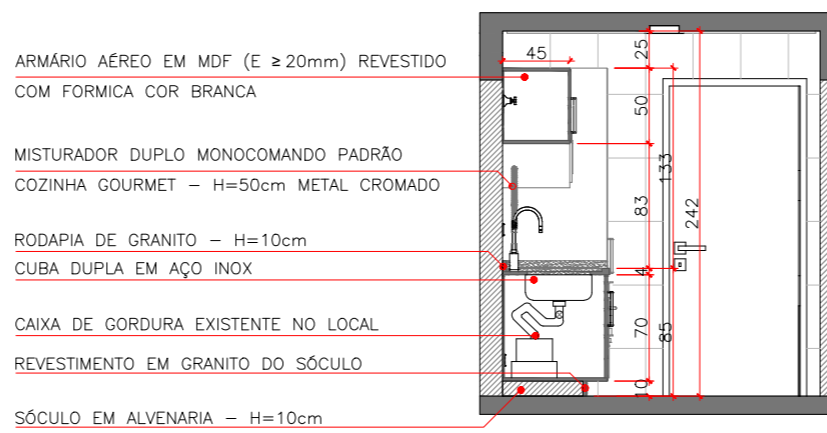 ARMÁRIO AÉREO EM MDF (E ≥20mm) REVESTIDO
COM FORMICA COR BRANCA
MISTURADOR DUPLO MONOCOMANDO PADRÃO
COZINHA GOURMET – H=50cm METAL CROMADO
RODAPIA DE GRANITO – H=10cm
CUBA DUPLA EM AÇO INOX
CAIXA DE GORDURA EXISTENTE NO LOCAL
REVESTIMENTO EM GRANITO DO SÓCULO
SÓCULO EM ALVENARIA – H=10cm
45
25
50
133
83
242
4
70
85
10